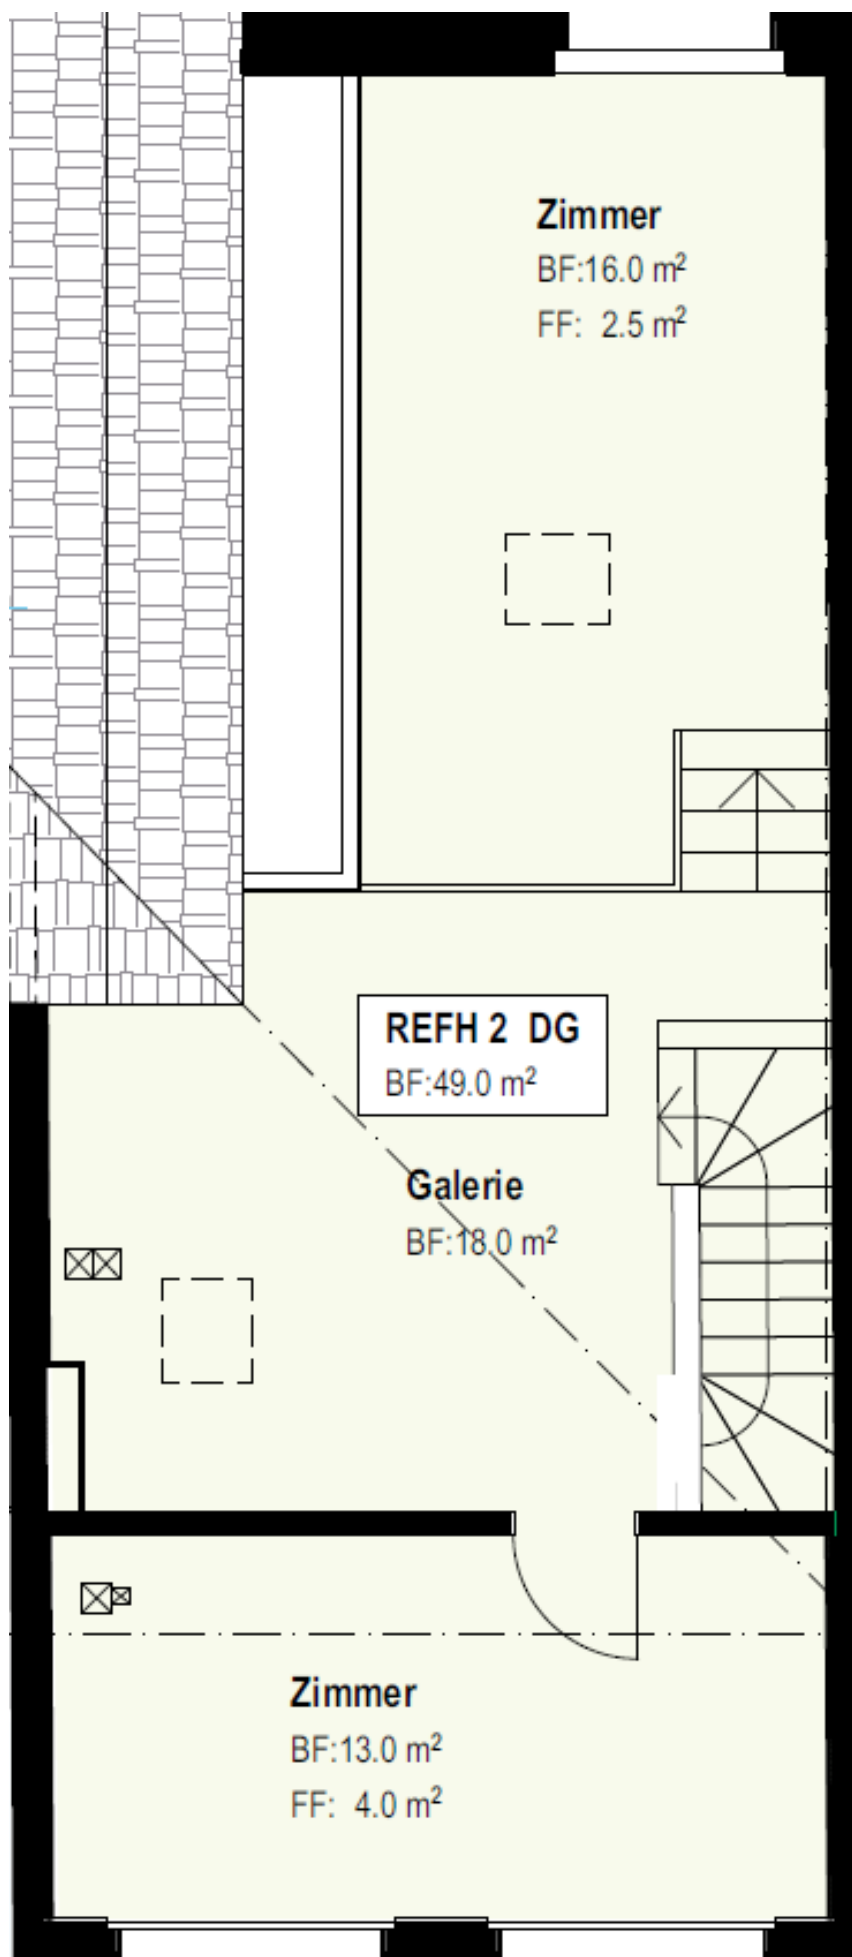 Zimmer
BF:16.0 m²
FF: 2.5 m²
REFH 2 DG
BF:49.0 m²
Galerie
BF:18.0 m²
Zimmer
BF:13.0 m²
FF: 4.0 m²